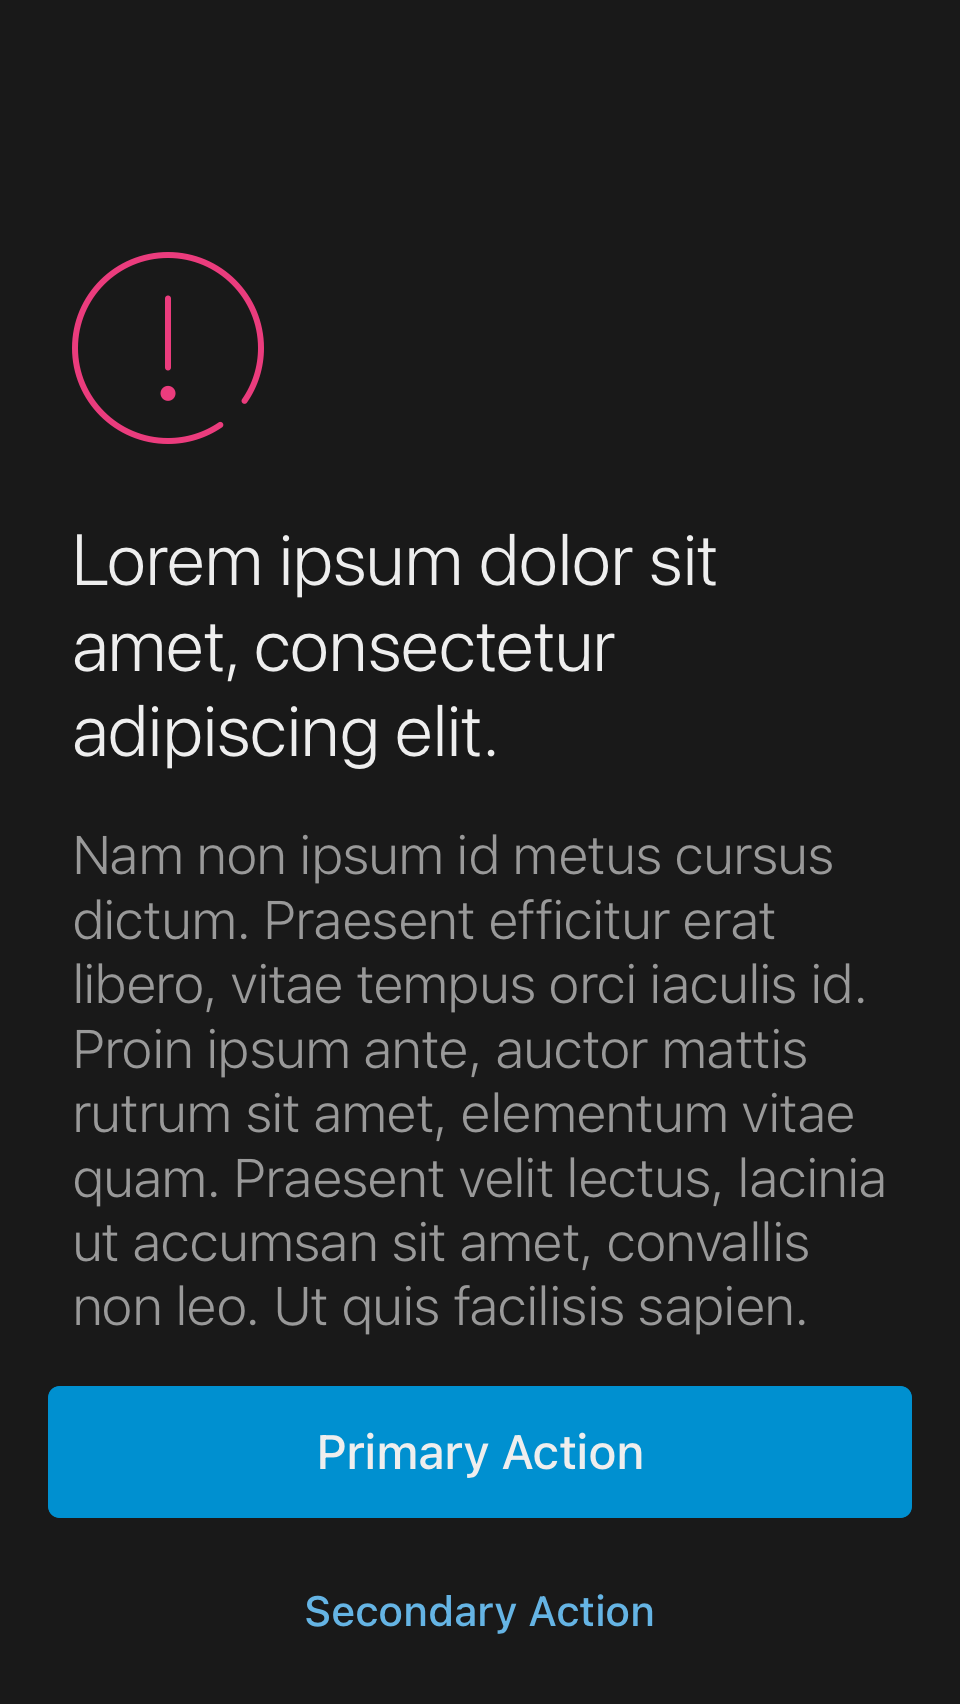 Lorem ipsum dolor sit
amet, consectetur
adipiscing elit.
Nam non ipsum id metus cursus
dictum. Praesent efficitur erat
libero, vitae tempus orci iaculis id.
Proin ipsum ante, auctor mattis
rutrum sit amet, elementum vitae
quam. Praesent velit lectus, lacinia
ut accumsan sit amet, convallis
non leo. Ut quis facilisis sapien.
Primary Action
Secondary Action